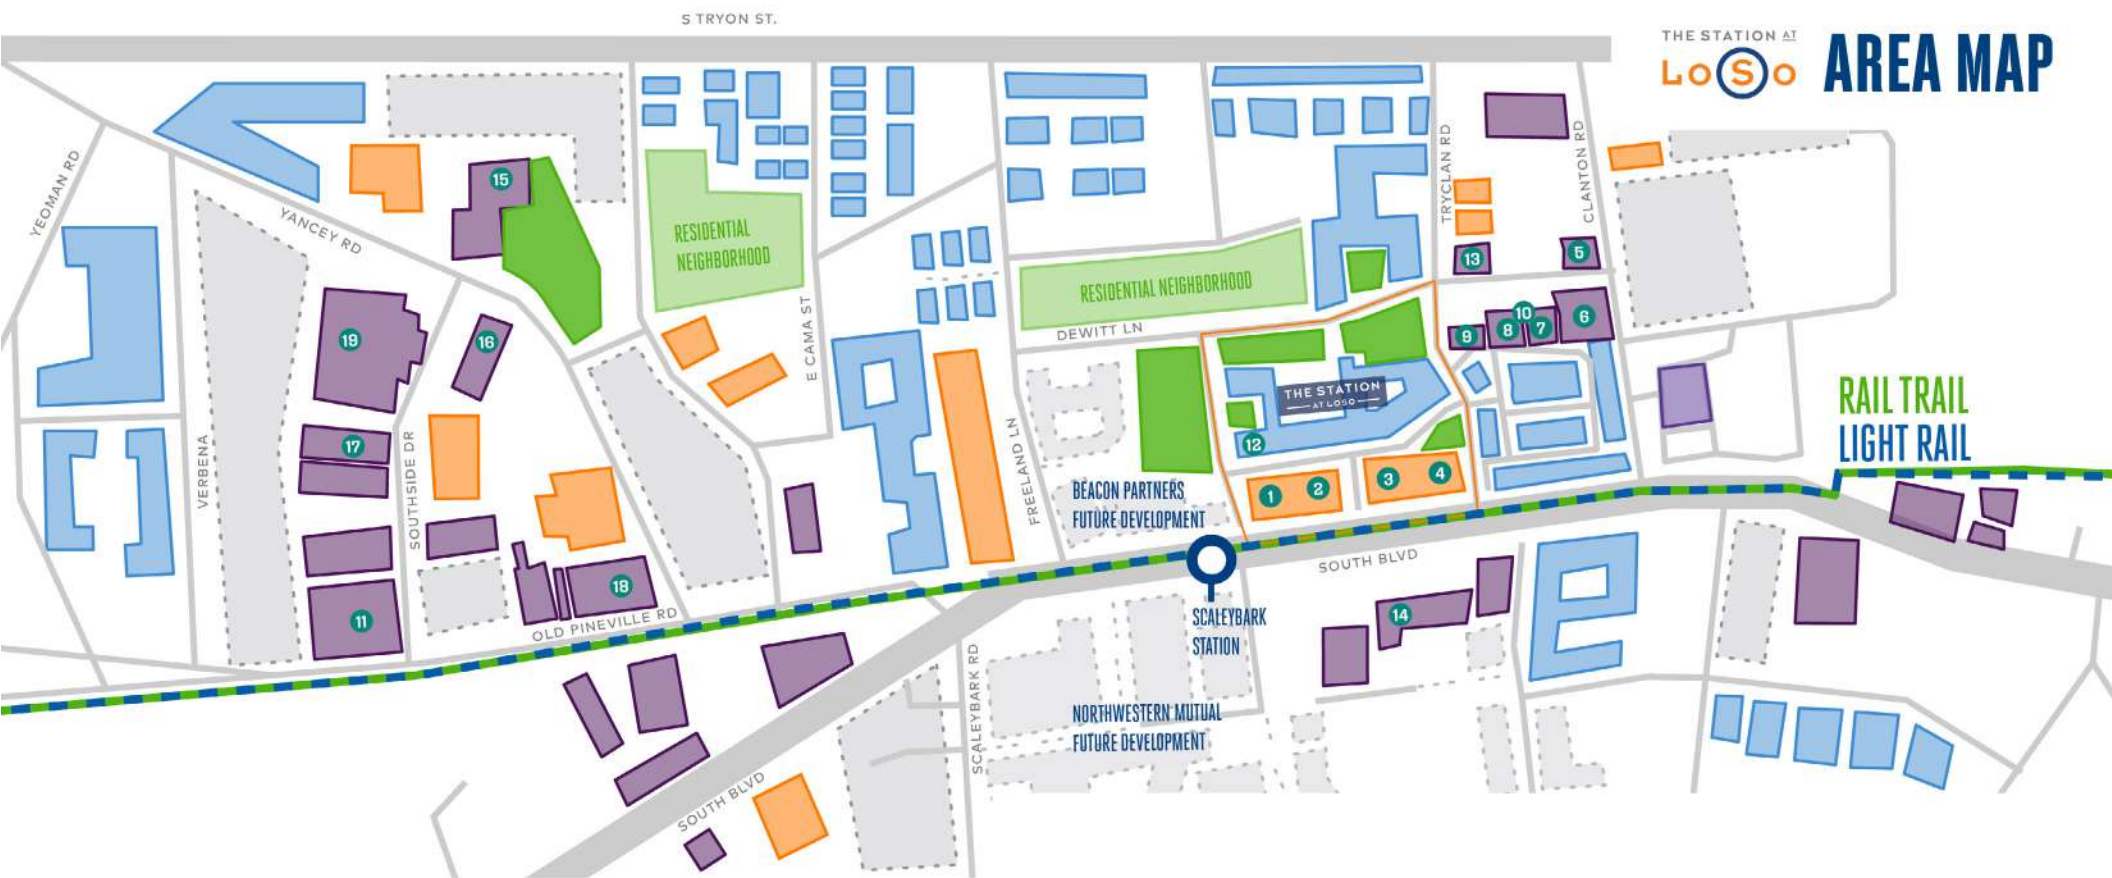 S TRYON ST.
THE STATION AT
LoSo
AREA MAP
YEOMAN RD
YANCEY RD
15
RESIDENTIAL
NEIGHBORHOOD
E CAMA ST
RESIDENTIAL NEIGHBORHOOD
DEWITT LN
TRYCLAN RD
CLANTON RD
13
5
10
9
8
7
6
19
16
17
VERBENA
SOUTHSIDE DR
11
18
OLD PINEVILLE RD
FREELAND LN
THE STATION
AT LOSO
12
1
2
3
4
BEACON PARTNERS
FUTURE DEVELOPMENT
RAIL TRAIL
LIGHT RAIL
SOUTH BLVD
SCALEYBARK
STATION
14
SCALEYBARK RD
NORTHWESTERN MUTUAL
FUTURE DEVELOPMENT
SOUTH BLVD